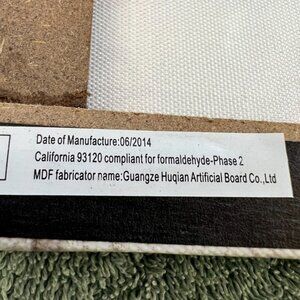 Date of Manufacture:06/2014
California 93120 compliant for formaldehyde-Phase 2
MDF fabricator name:Guangze Huqian Artificial Board Co.,Ltd